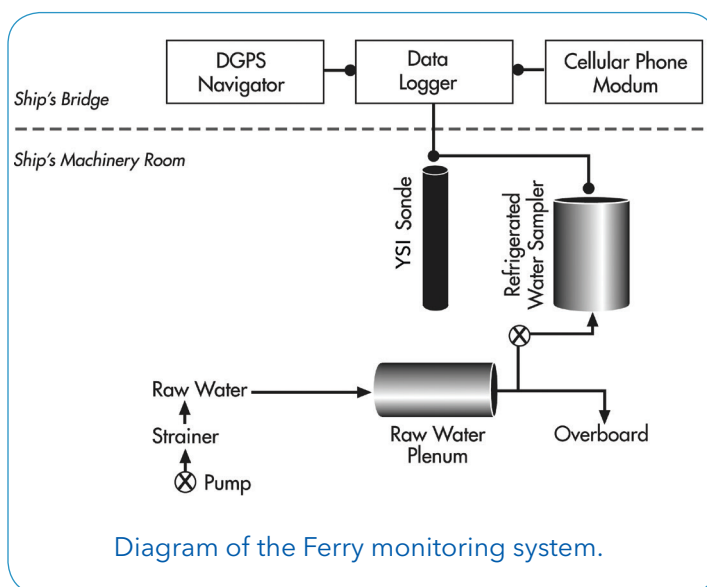 DGPS
Navigator
Data
Logger
Cellular Phone
Modum
Ship's Bridge
Ship's Machinery Room
YSI Sonde
Refrigerated
Water Sampler
Raw Water
Strainer
Pump
Raw Water
Plenum
Overboard
Diagram of the Ferry monitoring system.